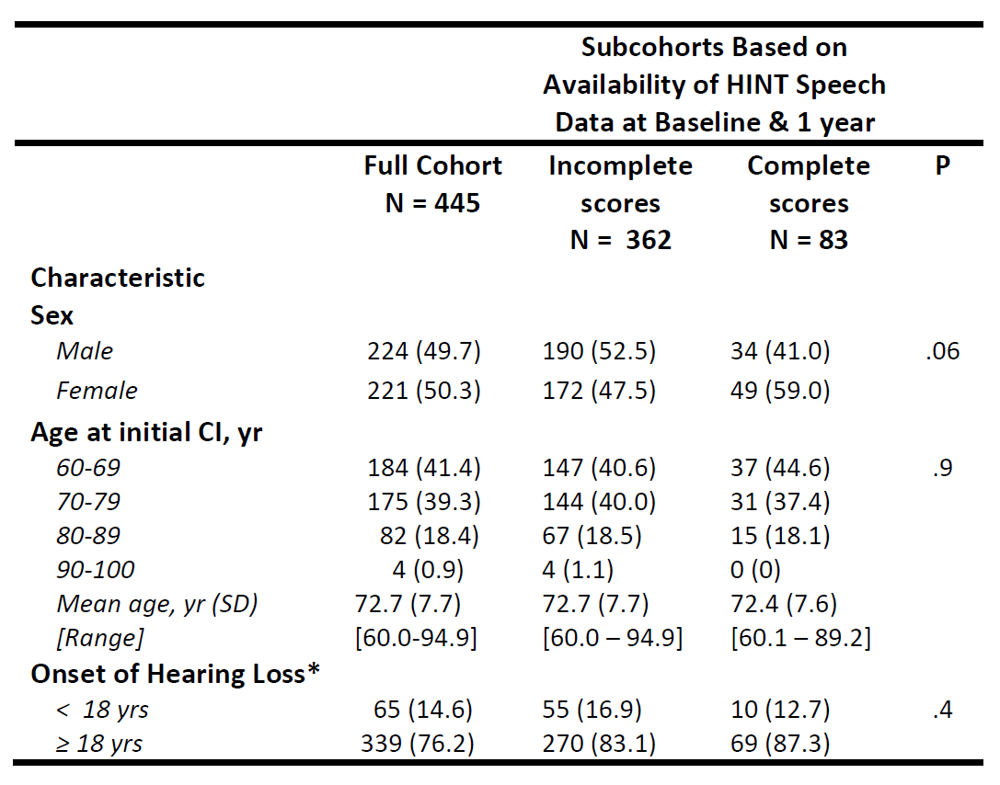 Subcohorts Based on
Availability of HINT Speech
Data at Baseline & 1 year
Full Cohort Incomplete Complete P
N = 445 scores scores
N = 362 N = 83
Characteristic
Sex
Male 224 (49.7) 190 (52.5) 34 (41.0) .06
Female 221 (50.3) 172 (47.5) 49 (59.0)
Age at initial CI, yr
60-69 184 (41.4) 147 (40.6) 37 (44.6) .9
70-79 175 (39.3) 144 (40.0) 31 (37.4)
80-89 82 (18.4) 67 (18.5) 15 (18.1)
90-100 4 (0.9) 4 (1.1) 0 (0)
Mean age, yr (SD) 72.7 (7.7) 72.7 (7.7) 72.4 (7.6)
[Range] [60.0-94.9] [60.0 – 94.9] [60.1 – 89.2]
Onset of Hearing Loss*
< 18 yrs 65 (14.6) 55 (16.9) 10 (12.7) .4
≥ 18 yrs 339 (76.2) 270 (83.1) 69 (87.3)